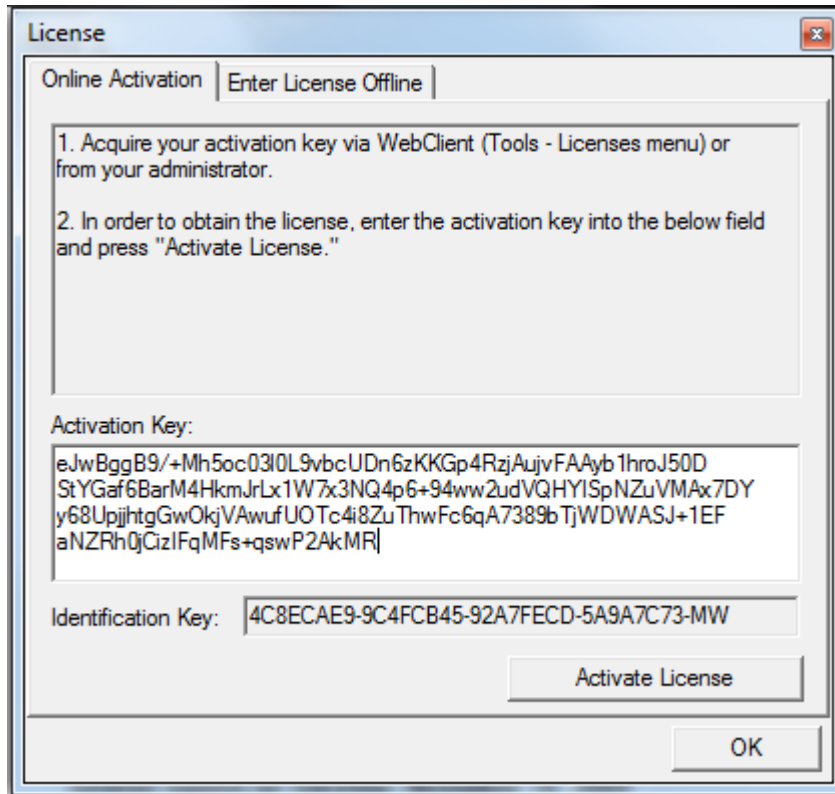 License
Online Activation
Enter License Offline
1. Acquire your activation key via WebClient (Tools - Licenses menu) or
from your administrator.
2. In order to obtain the license, enter the activation key into the below field
and press "Activate License."
Activation Key:
eJwBggB9/+Mh5oc03l0L9vbcUDn6zKKGp4RzjAujvFAAyb1hroJ50D
StYGaf6BarM4HkmJrLx1W7x3NQ4p6+94ww2udVQHYISpNZuVMAx7DY
y68UpjjhtgGwOkjVAwufUOTc4i8ZuThwFc6qA7389bTjWDWASJ+1EF
aNZRh0jCizIFqMFs+qswP2AkMR
Identification Key:
4C8ECAE9-9C4FCB45-92A7FECD-5A9A7C73-MW
Activate License
OK